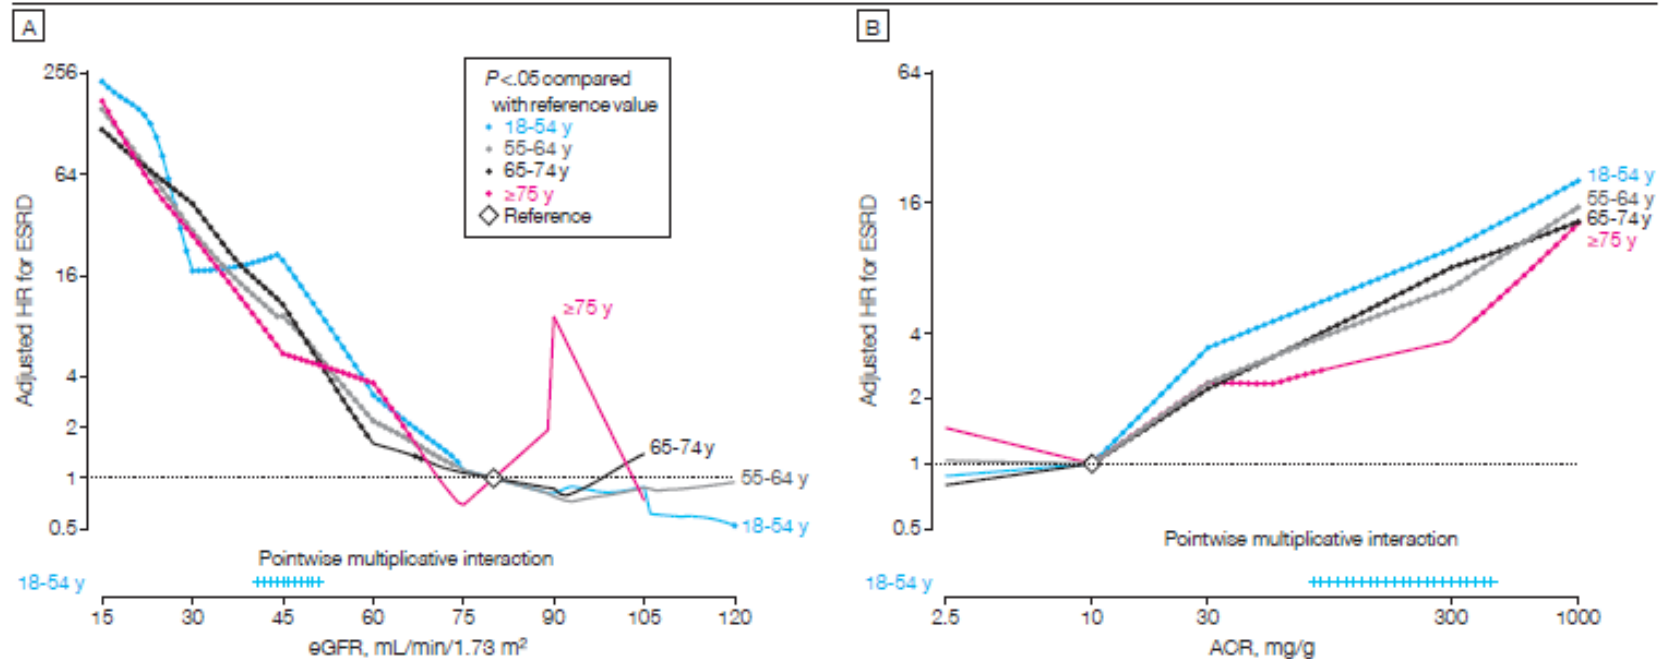 A
Adjusted HR for ESRD
256
64
16
4
2
1
0.5
P<.05 compared
with reference value
18-54 y
55-64 y
65-74 y
≥75 y
Reference
≥75 y
65-74 y
55-64 y
18-54 y
Pointwise multiplicative interaction
18-54 y
15 30 45 60 75 90 105 120
eGFR, mL/min/1.73 m²
B
Adjusted HR for ESRD
64
16
4
2
1
0.5
18-54 y
55-64 y
65-74 y
≥75 y
Pointwise multiplicative interaction
18-54 y
2.5 10 30 300 1000
ACR, mg/g